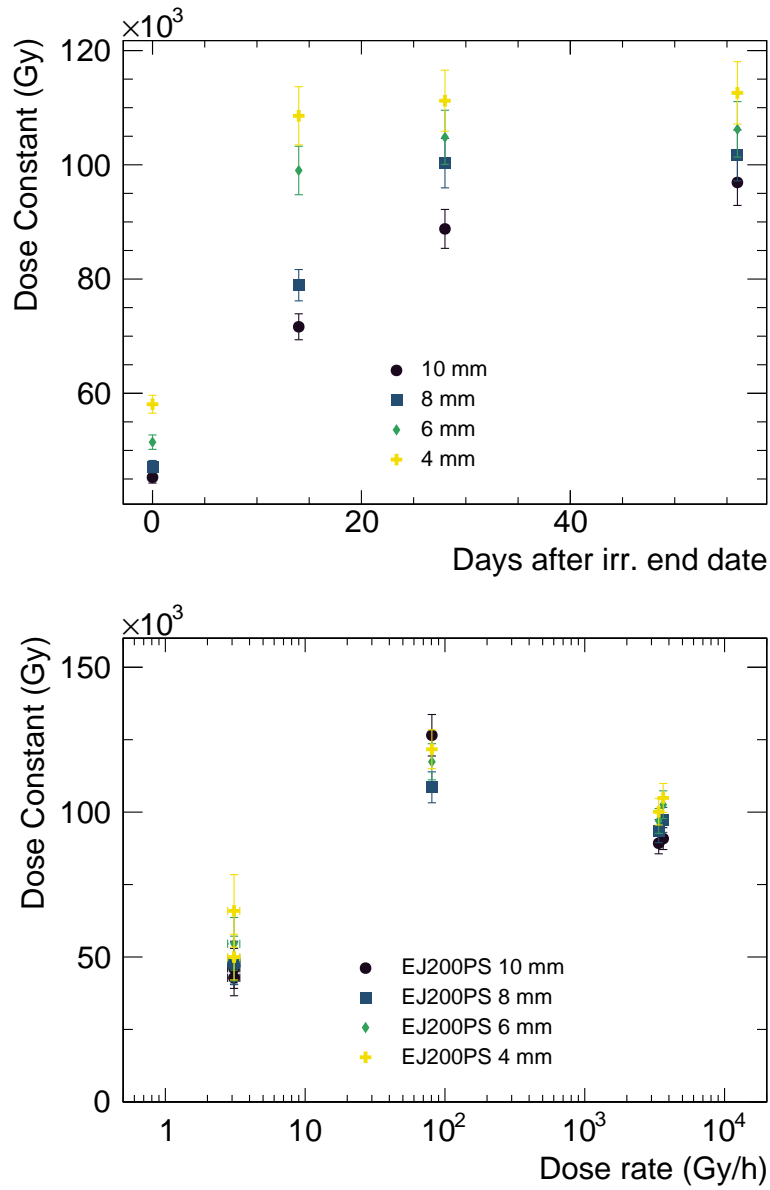 ×10³
Dose Constant (Gy)
120
100
80
60
10 mm
8 mm
6 mm
4 mm
0
20
40
Days after irr. end date
×10³
Dose Constant (Gy)
150
100
50
0
EJ200PS 10 mm
EJ200PS 8 mm
EJ200PS 6 mm
EJ200PS 4 mm
1
10
10²
10³
10⁴
Dose rate (Gy/h)